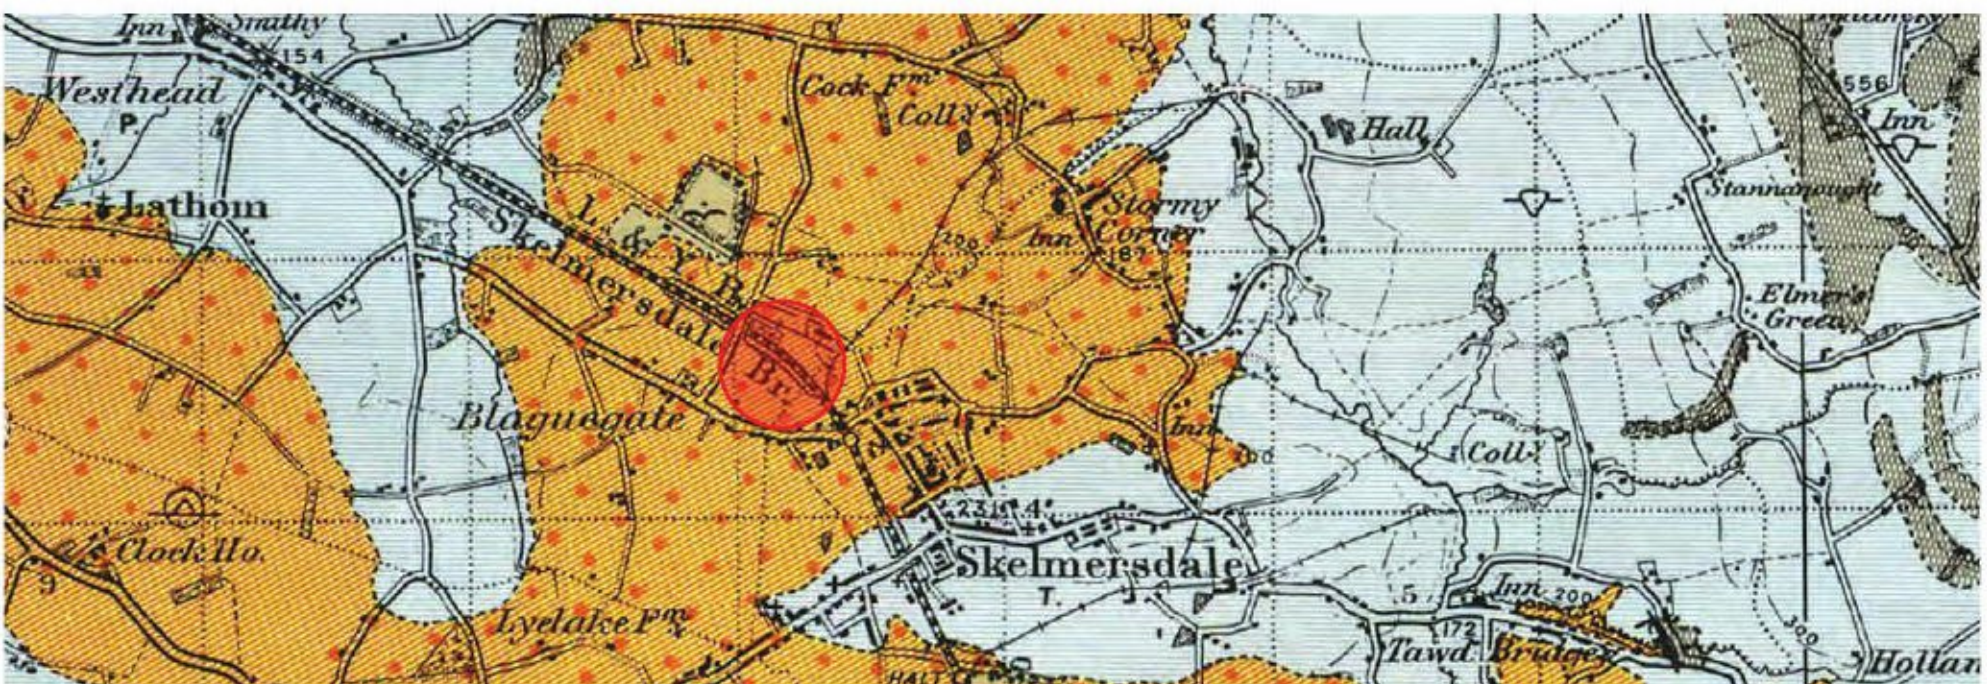 Inn
Smithy
154
Westhead
P.
Cock Fm
Colly
556
Inn
Hall
Lathom
Stannanought
Stormy
Corner
Inn
187
200
L. & Y. R.
Skelmersdale
Br.
Elmer's
Green
Blaguegate
Inn
Colly
231
4
Clock Ho.
9
Skelmersdale
T.
Lyelake Fm
5
Inn
200
172
300
Tawd Bridge
Hollan
HALT